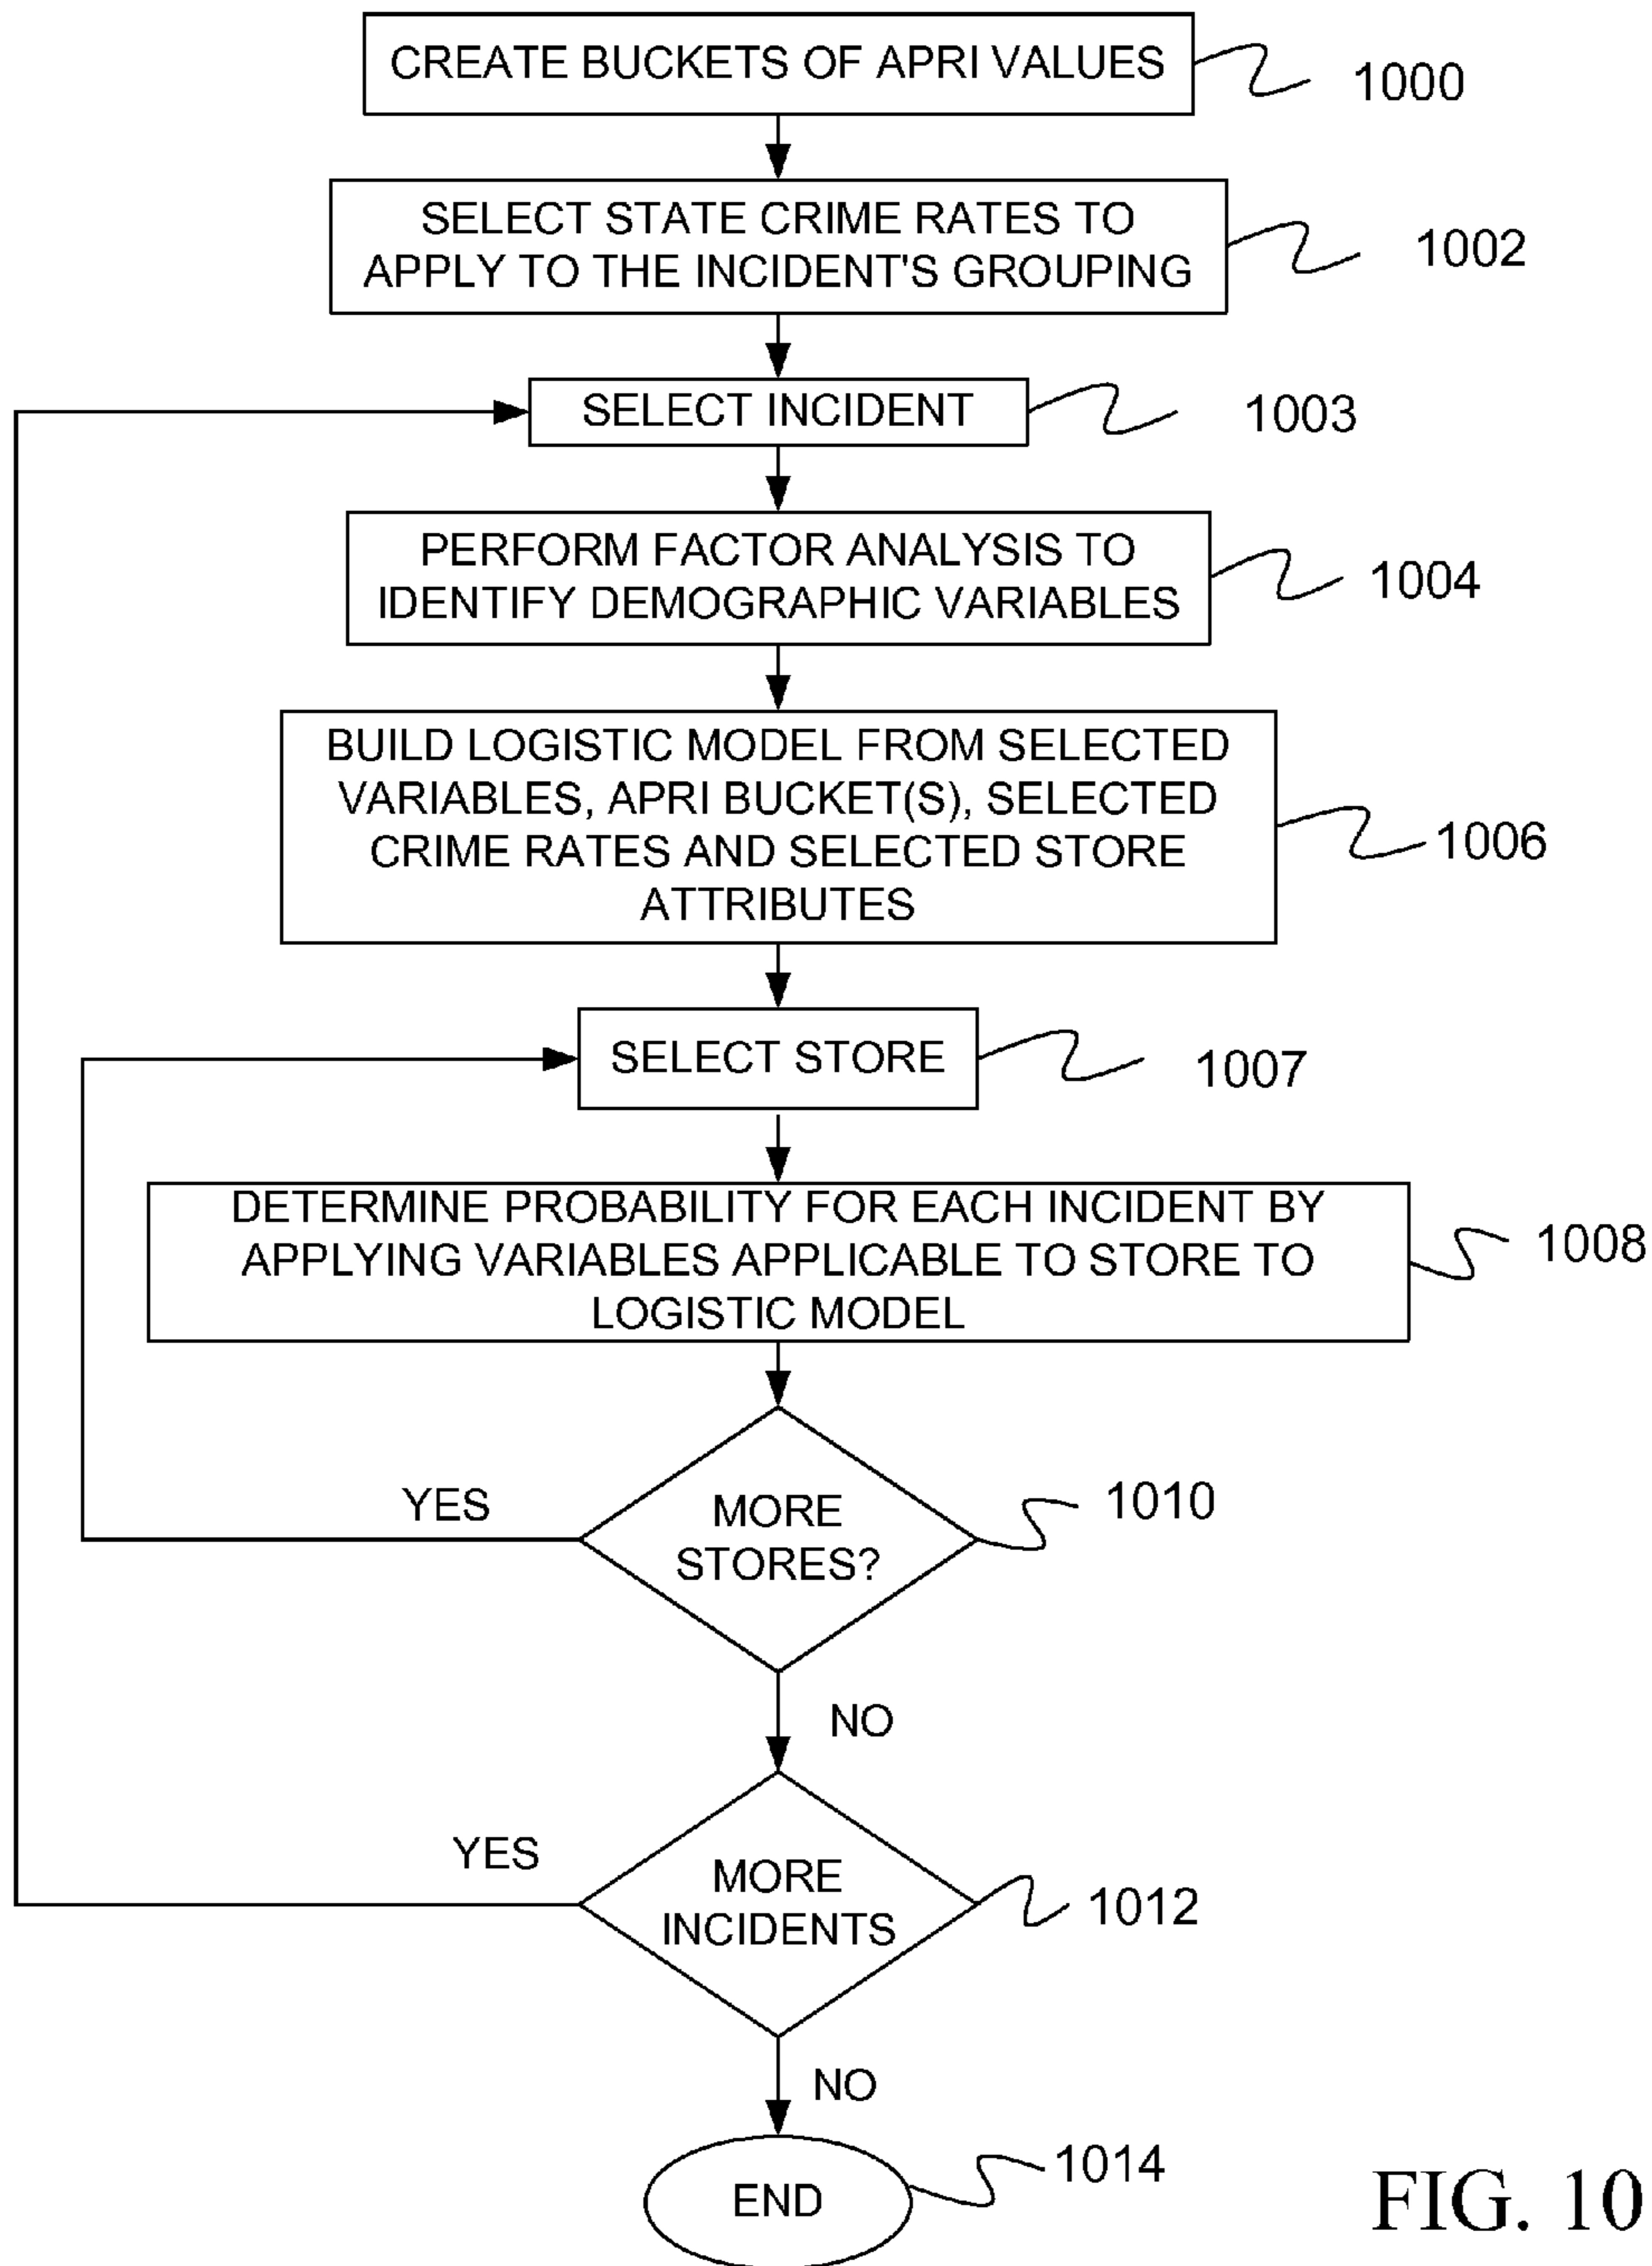 CREATE BUCKETS OF APRI VALUES
1000
SELECT STATE CRIME RATES TO
APPLY TO THE INCIDENT'S GROUPING
1002
SELECT INCIDENT
1003
PERFORM FACTOR ANALYSIS TO
IDENTIFY DEMOGRAPHIC VARIABLES
1004
BUILD LOGISTIC MODEL FROM SELECTED
VARIABLES, APRI BUCKET(S), SELECTED
CRIME RATES AND SELECTED STORE
ATTRIBUTES
1006
SELECT STORE
1007
DETERMINE PROBABILITY FOR EACH INCIDENT BY
APPLYING VARIABLES APPLICABLE TO STORE TO
LOGISTIC MODEL
1008
YES
MORE
STORES?
1010
NO
YES
MORE
INCIDENTS
1012
NO
END
1014
FIG. 10